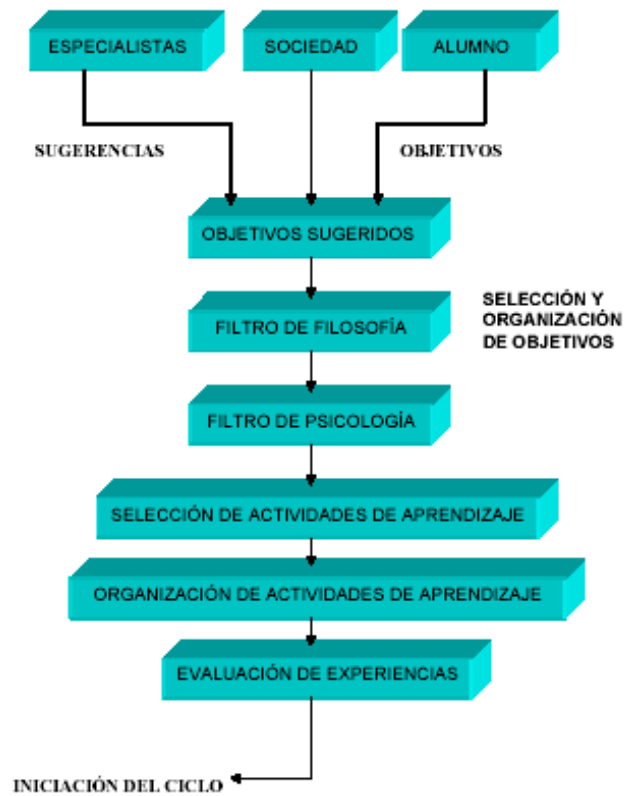 ESPECIALISTAS
SOCIEDAD
ALUMNO
SUGERENCIAS
OBJETIVOS
OBJETIVOS SUGERIDOS
SELECCIÓN Y
ORGANIZACIÓN
DE OBJETIVOS
FILTRO DE FILOSOFÍA
FILTRO DE PSICOLOGÍA
SELECCIÓN DE ACTIVIDADES DE APRENDIZAJE
ORGANIZACIÓN DE ACTIVIDADES DE APRENDIZAJE
EVALUACIÓN DE EXPERIENCIAS
INICIACIÓN DEL CICLO